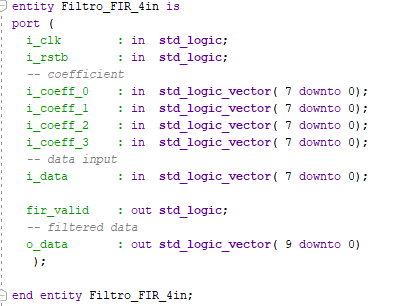 entity Filtro_FIR_4in is
port (
i_clk : in std_logic;
i_rstb : in std_logic;
-- coefficient
i_coeff_0 : in std_logic_vector( 7 downto 0);
i_coeff_1 : in std_logic_vector( 7 downto 0);
i_coeff_2 : in std_logic_vector( 7 downto 0);
i_coeff_3 : in std_logic_vector( 7 downto 0);
-- data input
i_data : in std_logic_vector( 7 downto 0);
fir_valid : out std_logic;
-- filtered data
o_data : out std_logic_vector( 9 downto 0)
);
end entity Filtro_FIR_4in;